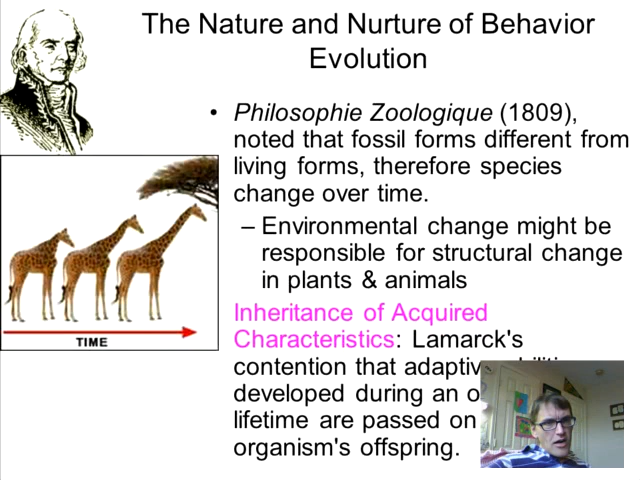 The Nature and Nurture of Behavior
Evolution
• Philosophie Zoologique (1809),
noted that fossil forms different from
living forms, therefore species
change over time.
– Environmental change might be
responsible for structural change
in plants & animals
Inheritance of Acquired
Characteristics: Lamarck's
contention that adaptiv
developed during an o
lifetime are passed on
organism's offspring.
TIME